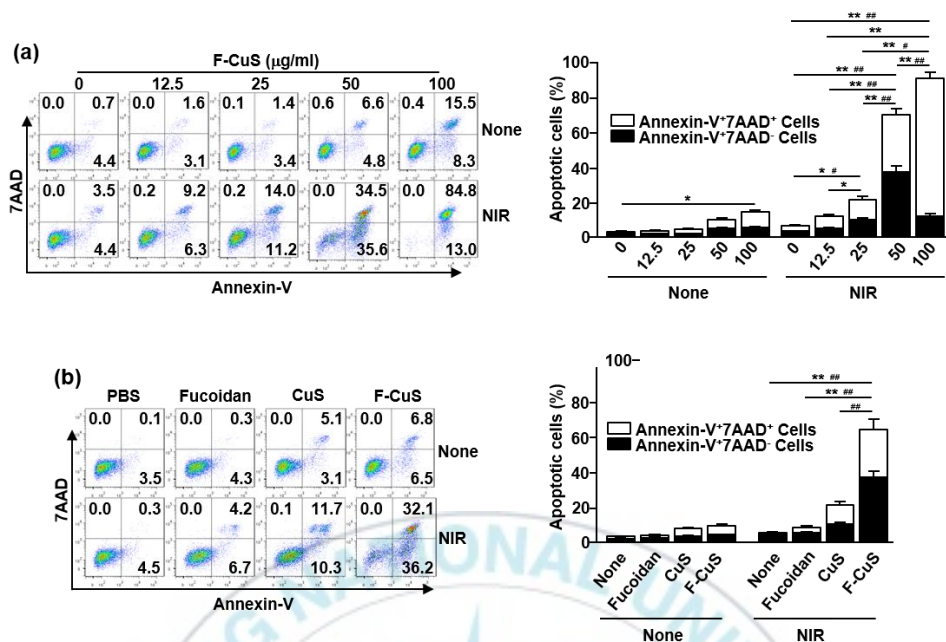 (a)
F-CuS (μg/ml)
0 12.5 25 50 100
0.0 0.7 0.0 1.6 0.1 1.4 0.6 6.6 0.4 15.5
None
4.4 3.1 3.4 4.8 8.3
0.0 3.5 0.2 9.2 0.2 14.0 0.0 34.5 0.0 84.8
NIR
4.4 6.3 11.2 35.6 13.0
7AAD
Annexin-V
** ##
**
** #
** ##
** ##
** ##
** ##
* #
*
*
Apoptotic cells (%)
100
80
60
40
20
0
Annexin-V⁺7AAD⁺ Cells
Annexin-V⁺7AAD⁻ Cells
0 12.5 25 50 100 0 12.5 25 50 100
None NIR
(b)
PBS Fucoidan CuS F-CuS
0.0 0.1 0.0 0.3 0.0 5.1 0.0 6.8
None
3.5 4.3 3.1 6.5
0.0 0.3 0.0 4.2 0.1 11.7 0.0 32.1
NIR
4.5 6.7 10.3 36.2
7AAD
Annexin-V
100
** ##
** ##
##
Apoptotic cells (%)
80
60
40
20
0
Annexin-V⁺7AAD⁺ Cells
Annexin-V⁺7AAD⁻ Cells
None Fucoidan CuS F-CuS None Fucoidan CuS F-CuS
None NIR
G NATIONAL UN